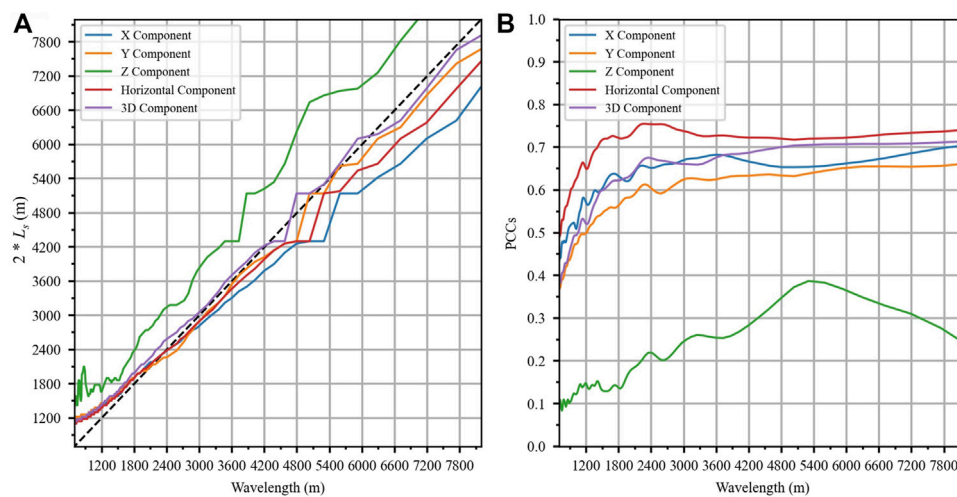 A
B
7800
7200
6600
6000
5400
4800
4200
3600
3000
2400
1800
1200
2 * Ls (m)
X Component
Y Component
Z Component
Horizontal Component
3D Component
1200 1800 2400 3000 3600 4200 4800 5400 6000 6600 7200 7800
Wavelength (m)
1.0
0.9
0.8
0.7
0.6
0.5
0.4
0.3
0.2
0.1
0.0
PCCs
X Component
Y Component
Z Component
Horizontal Component
3D Component
1200 1800 2400 3000 3600 4200 4800 5400 6000 6600 7200 7800
Wavelength (m)